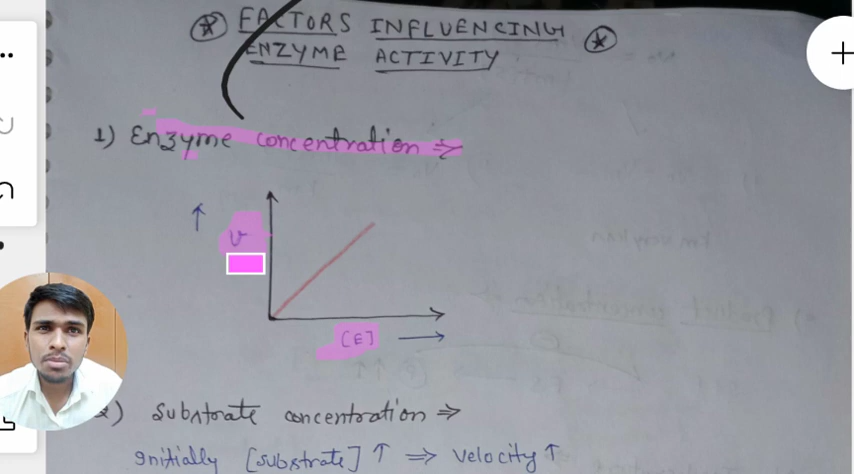 * FACTORS INFLUENCING *
ENZYME ACTIVITY
1) Enzyme concentration ⇒
↑
v
[E] →
2) Substrate concentration ⇒
Initially [substrate] ↑ ⇒ velocity ↑